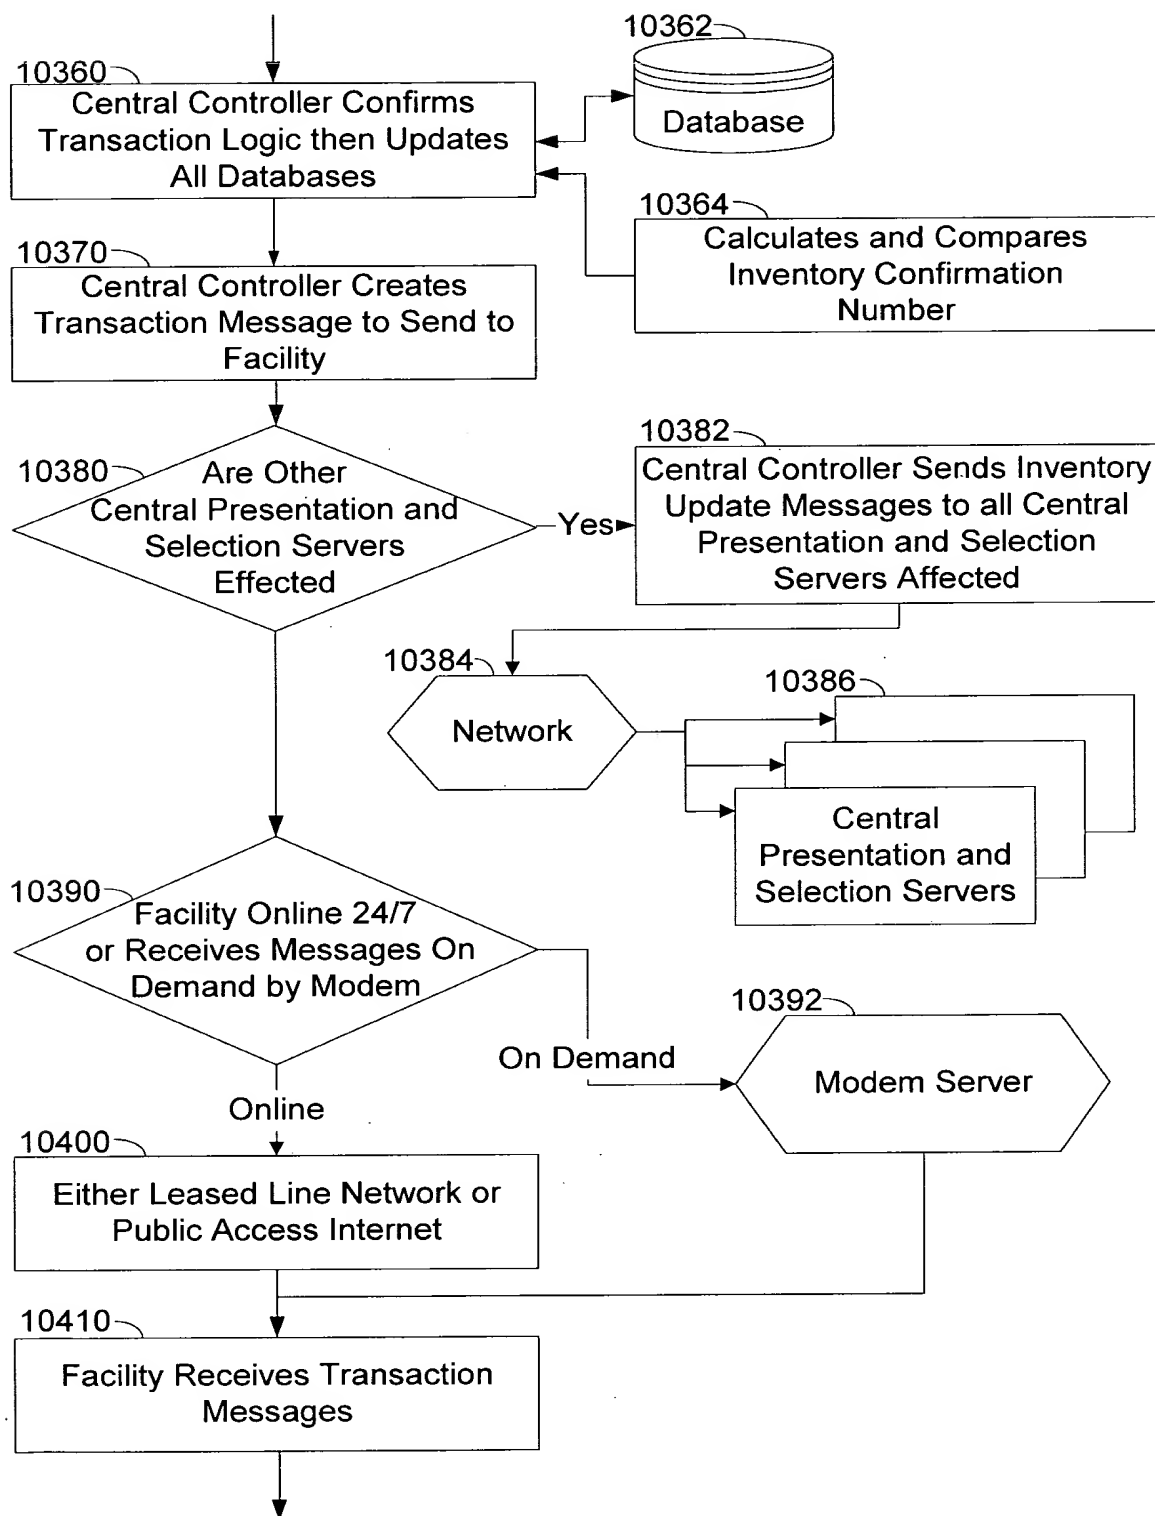 10360
Central Controller Confirms
Transaction Logic then Updates
All Databases
10362
Database
10364
Calculates and Compares
Inventory Confirmation
Number
10370
Central Controller Creates
Transaction Message to Send to
Facility
10380
Are Other
Central Presentation and
Selection Servers
Effected
Yes
10382
Central Controller Sends Inventory
Update Messages to all Central
Presentation and Selection
Servers Affected
10384
Network
10386
Central
Presentation and
Selection Servers
10390
Facility Online 24/7
or Receives Messages On
Demand by Modem
On Demand
10392
Modem Server
Online
10400
Either Leased Line Network or
Public Access Internet
10410
Facility Receives Transaction
Messages